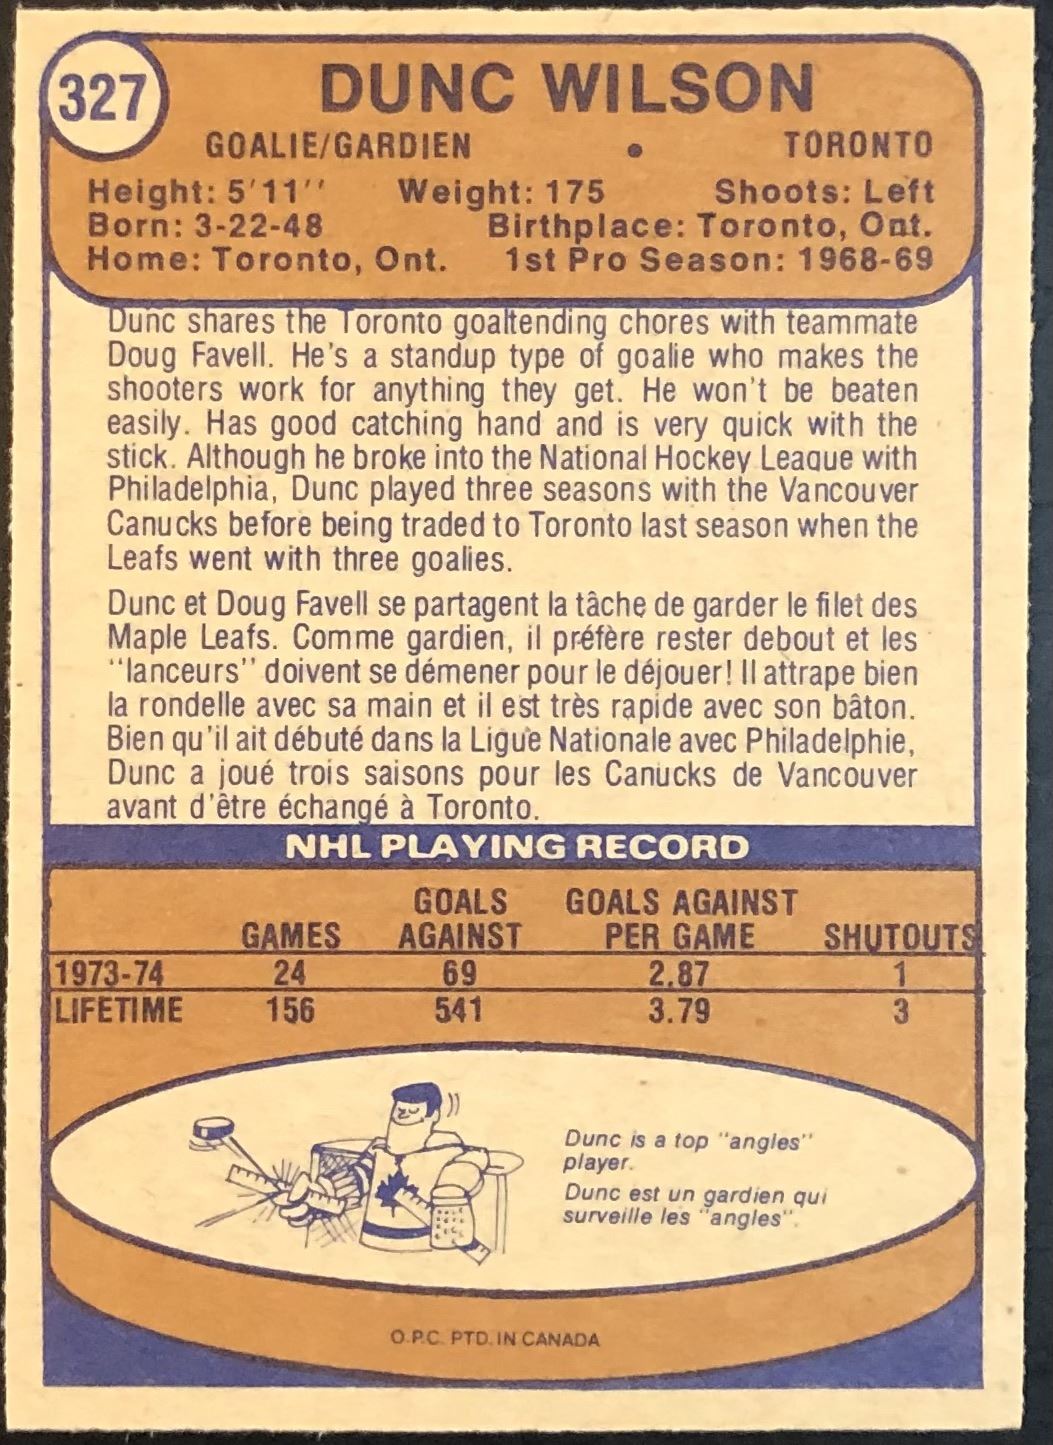 327
DUNC WILSON
GOALIE/GARDIEN • TORONTO
Height: 5'11'' Weight: 175 Shoots: Left
Born: 3-22-48 Birthplace: Toronto, Ont.
Home: Toronto, Ont. 1st Pro Season: 1968-69
Dunc shares the Toronto goaltending chores with teammate
Doug Favell. He's a standup type of goalie who makes the
shooters work for anything they get. He won't be beaten
easily. Has good catching hand and is very quick with the
stick. Although he broke into the National Hockey League with
Philadelphia, Dunc played three seasons with the Vancouver
Canucks before being traded to Toronto last season when the
Leafs went with three goalies.
Dunc et Doug Favell se partagent la tâche de garder le filet des
Maple Leafs. Comme gardien, il préfère rester debout et les
''lanceurs'' doivent se démener pour le déjouer! Il attrape bien
la rondelle avec sa main et il est très rapide avec son bâton.
Bien qu'il ait débuté dans la Ligue Nationale avec Philadelphie,
Dunc a joué trois saisons pour les Canucks de Vancouver
avant d'être échangé à Toronto.
NHL PLAYING RECORD
GOALS GOALS AGAINST
GAMES AGAINST PER GAME SHUTOUTS
1973-74 24 69 2.87 1
LIFETIME 156 541 3.79 3
Dunc is a top ''angles''
player.
Dunc est un gardien qui
surveille les ''angles''.
O.P.C. PTD. IN CANADA